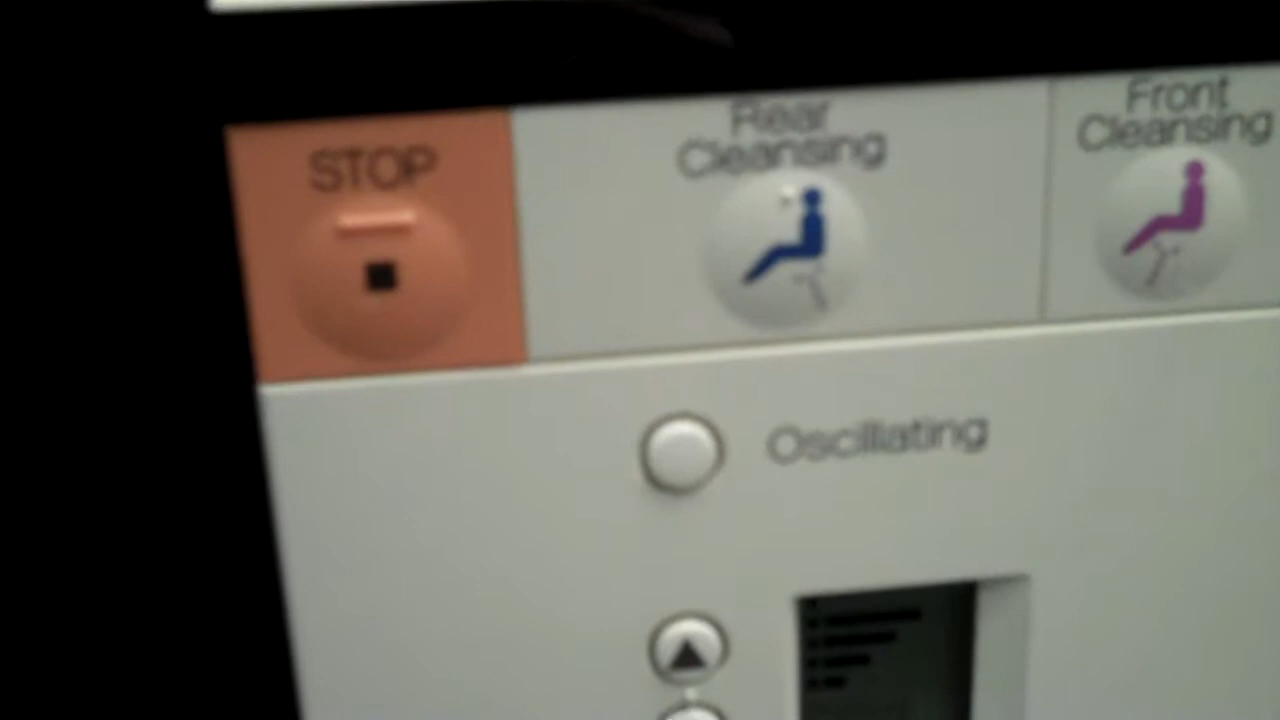 STOP
Rear
Cleansing
Front
Cleansing
Oscillating